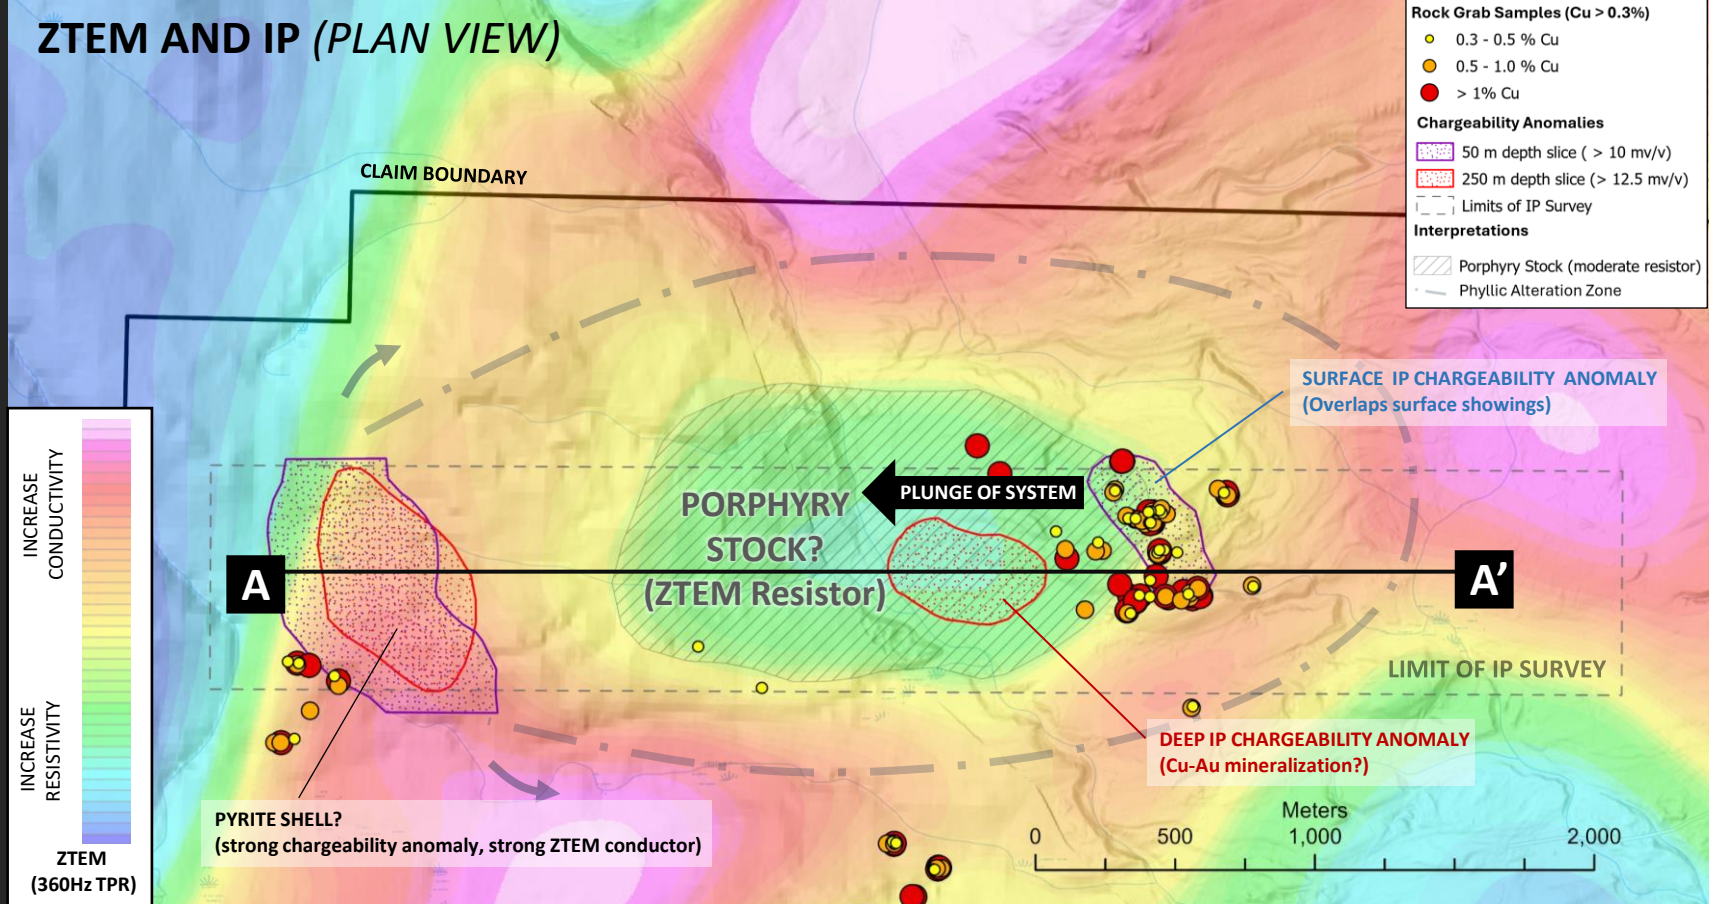 ZTEM AND IP (PLAN VIEW)
Rock Grab Samples (Cu > 0.3%)
0.3 - 0.5 % Cu
0.5 - 1.0 % Cu
> 1% Cu
Chargeability Anomalies
50 m depth slice ( > 10 mv/v)
250 m depth slice (> 12.5 mv/v)
Limits of IP Survey
Interpretations
Porphyry Stock (moderate resistor)
Phyllic Alteration Zone
CLAIM BOUNDARY
SURFACE IP CHARGEABILITY ANOMALY
(Overlaps surface showings)
INCREASE
CONDUCTIVITY
INCREASE
RESISTIVITY
ZTEM
(360Hz TPR)
PLUNGE OF SYSTEM
PORPHYRY
STOCK?
(ZTEM Resistor)
A
A'
LIMIT OF IP SURVEY
DEEP IP CHARGEABILITY ANOMALY
(Cu-Au mineralization?)
PYRITE SHELL?
(strong chargeability anomaly, strong ZTEM conductor)
Meters
0 500 1,000 2,000